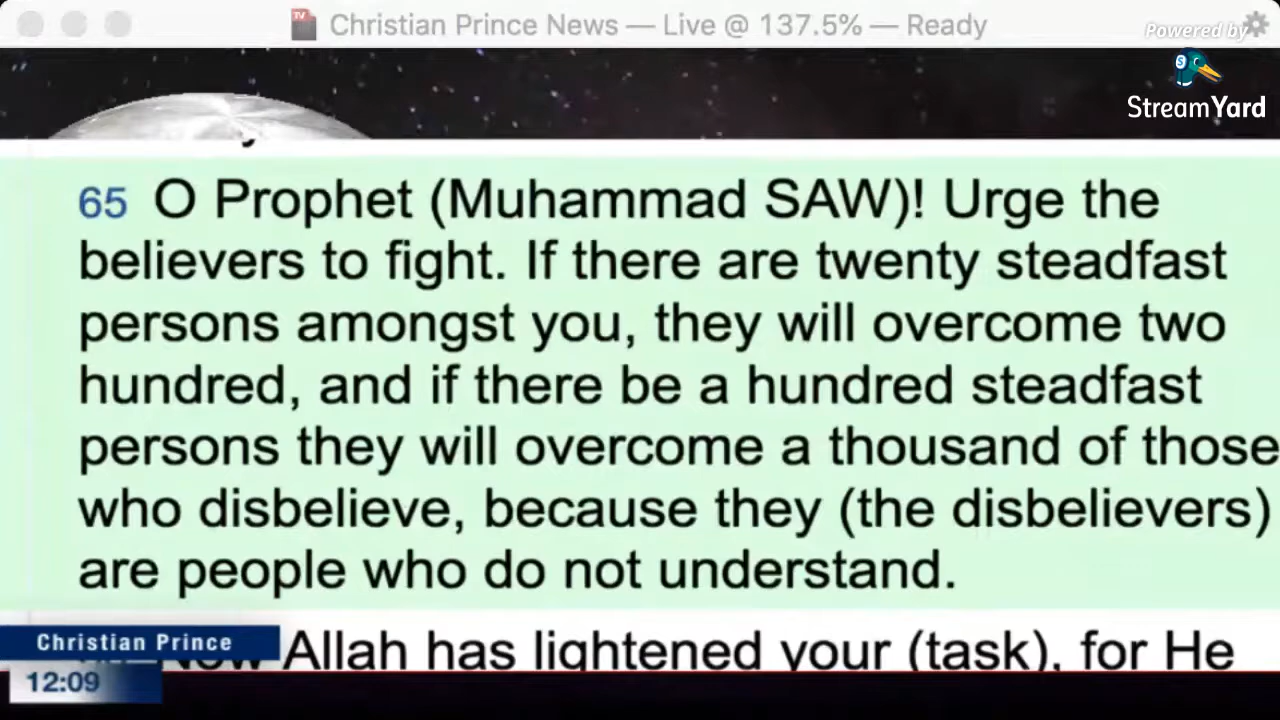 Christian Prince News — Live @ 137.5% — Ready
Powered by
StreamYard
65 O Prophet (Muhammad SAW)! Urge the
believers to fight. If there are twenty steadfast
persons amongst you, they will overcome two
hundred, and if there be a hundred steadfast
persons they will overcome a thousand of those
who disbelieve, because they (the disbelievers)
are people who do not understand.
Now Allah has lightened your (task), for He
Christian Prince
12:09